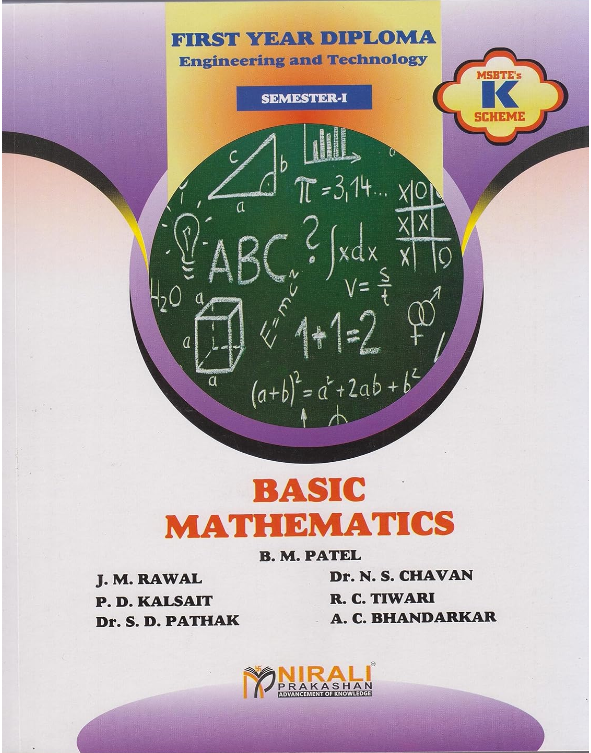 FIRST YEAR DIPLOMA
Engineering and Technology
SEMESTER-I
MSBTE's
K
SCHEME
c
b
a
π = 3,14...
X O
X X
X O
ABC
?
∫xdx
v = s/t
H₂O
a
a
a
E=mc²
1+1=2
(a+b)² = a² + 2ab + b²
BASIC
MATHEMATICS
B. M. PATEL
J. M. RAWAL
Dr. N. S. CHAVAN
P. D. KALSAIT
R. C. TIWARI
Dr. S. D. PATHAK
A. C. BHANDARKAR
NIRALI®
PRAKASHAN
ADVANCEMENT OF KNOWLEDGE